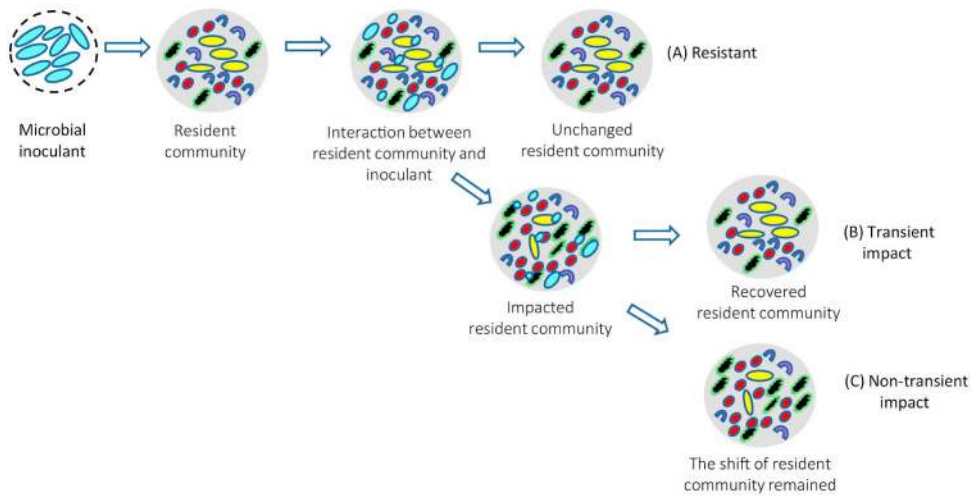 (A) Resistant
Microbial
inoculant
Resident
community
Interaction between
resident community and
inoculant
Unchanged
resident community
(B) Transient
impact
Impacted
resident community
Recovered
resident community
(C) Non-transient
impact
The shift of resident
community remained